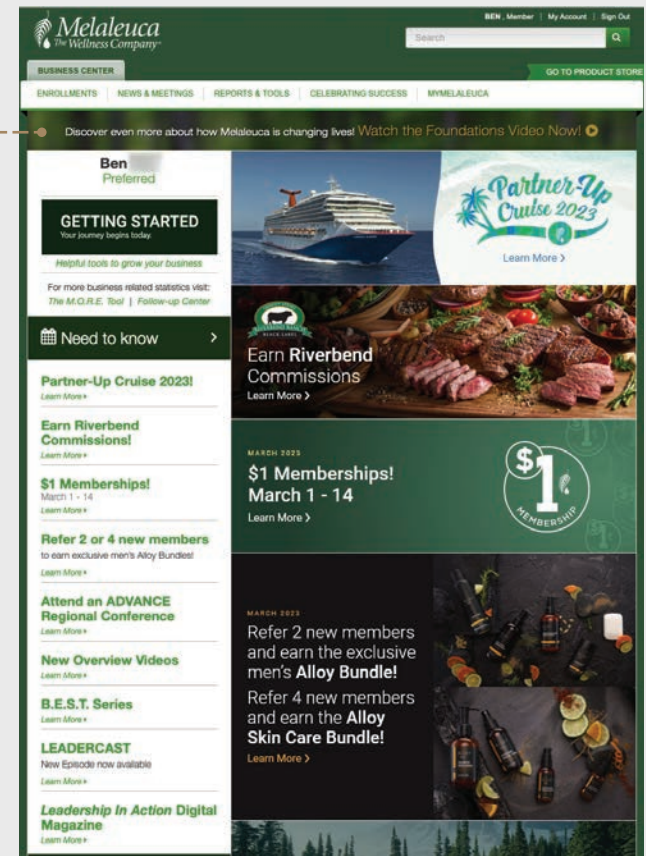 Melaleuca
The Wellness Company
BEN , Member | My Account | Sign Out
Search
BUSINESS CENTER
GO TO PRODUCT STORE
ENROLLMENTS | NEWS & MEETINGS | REPORTS & TOOLS | CELEBRATING SUCCESS | MYMELALEUCA
Discover even more about how Melaleuca is changing lives! Watch the Foundations Video Now!
Ben
Preferred
GETTING STARTED
Your journey begins today.
Helpful tools to grow your business
For more business related statistics visit:
The M.O.R.E. Tool | Follow-up Center
Need to know
Partner-Up Cruise 2023!
Learn More
Earn Riverbend
Commissions!
Learn More
$1 Memberships!
March 1 - 14
Learn More
Refer 2 or 4 new members
to earn exclusive men's Alloy Bundles!
Learn More
Attend an ADVANCE
Regional Conference
Learn More
New Overview Videos
Learn More
B.E.S.T. Series
Learn More
LEADERCAST
New Episode now available
Learn More
Leadership In Action Digital
Magazine
Learn More
Partner-Up
Cruise 2023
Learn More
RIVERBEND RANCH
BLACK LABEL
Earn Riverbend
Commissions
Learn More
MARCH 2023
$1 Memberships!
March 1 - 14
Learn More
$1
MEMBERSHIP
$1
$1
MARCH 2023
Refer 2 new members
and earn the exclusive
men's Alloy Bundle!
Refer 4 new members
and earn the Alloy
Skin Care Bundle!
Learn More